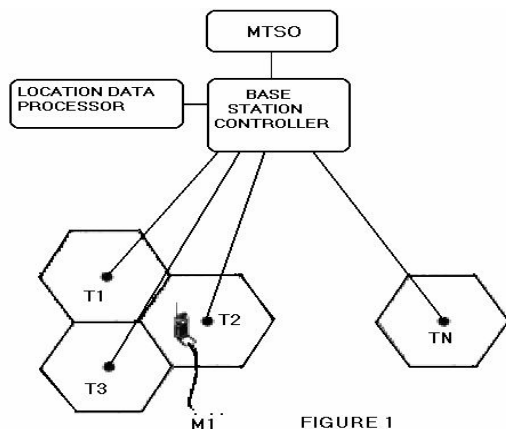 MTSO
LOCATION DATA
PROCESSOR
BASE
STATION
CONTROLLER
T1
T2
TN
T3
M1
FIGURE 1